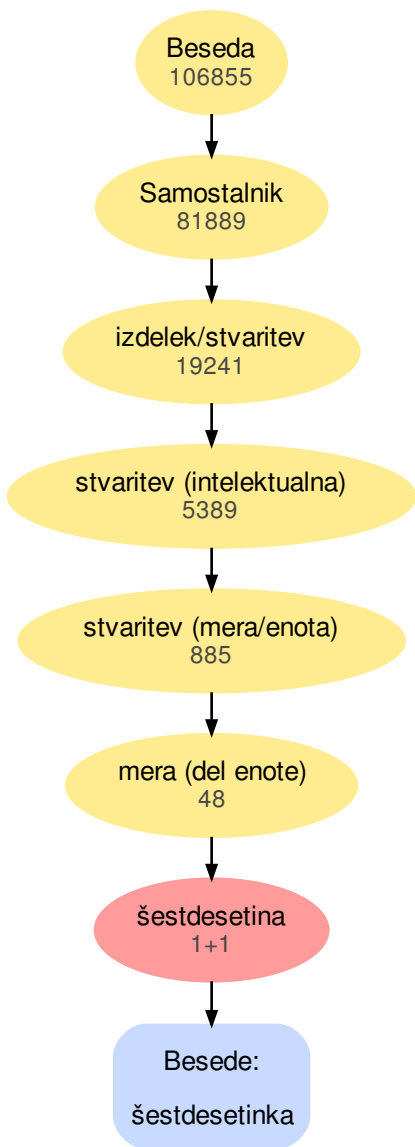 Beseda
106855
Samostalnik
81889
izdelek/stvaritev
19241
stvaritev (intelektualna)
5389
stvaritev (mera/enota)
885
mera (del enote)
48
šestdesetina
1+1
Besede:
šestdesetinka